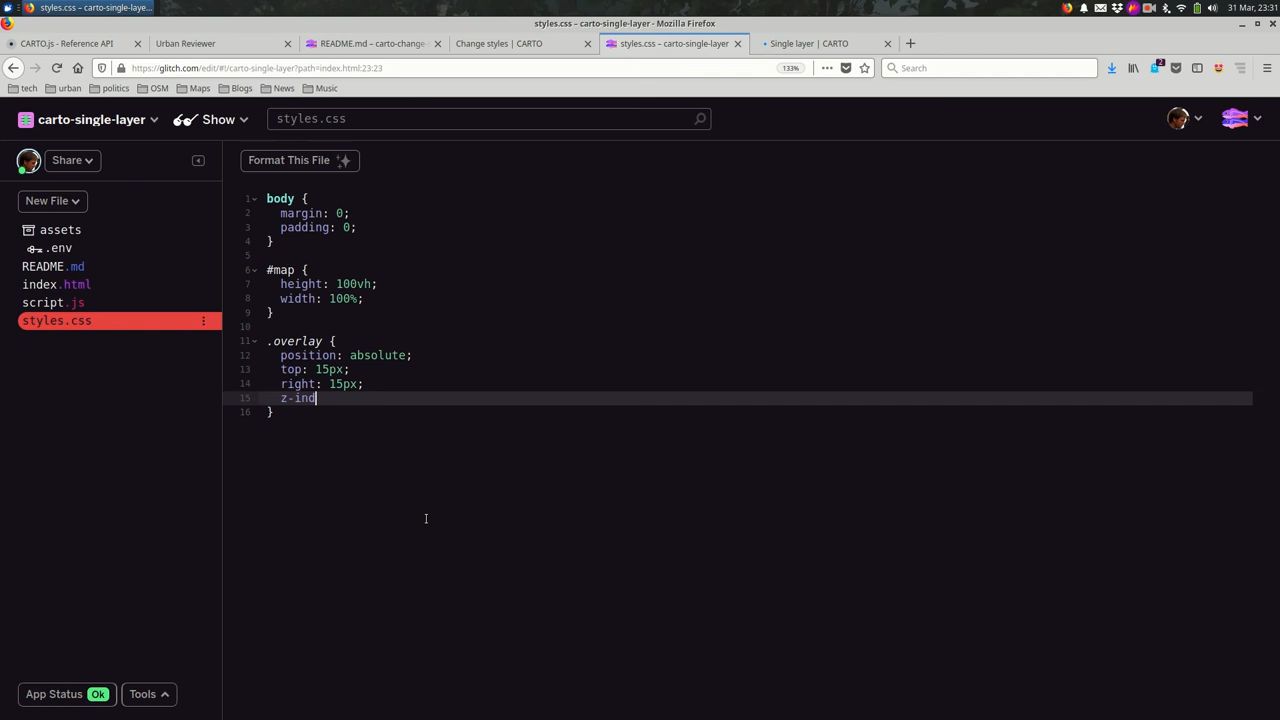 styles.css – carto-single-laye...
31 Mar, 23:31
styles.css – carto-single-layer - Mozilla Firefox
CARTO.js - Reference API
Urban Reviewer
README.md – carto-change
Change styles | CARTO
styles.css – carto-single-layer
Single layer | CARTO
https://glitch.com/edit/#!/carto-single-layer?path=index.html:23:23
133%
Search
2
tech
urban
politics
OSM
Maps
Blogs
News
Music
carto-single-layer
Show
styles.css
Share
Format This File
New File
assets
.env
README.md
index.html
script.js
styles.css
1 body {
2 margin: 0;
3 padding: 0;
4 }
5
6 #map {
7 height: 100vh;
8 width: 100%;
9 }
10
11 .overlay {
12 position: absolute;
13 top: 15px;
14 right: 15px;
15 z-ind
16 }
App Status Ok
Tools